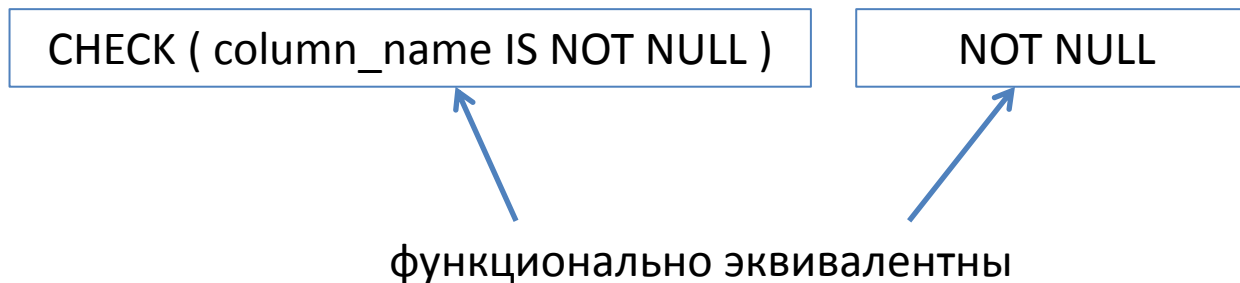 CHECK ( column_name IS NOT NULL )
NOT NULL
функционально эквивалентны